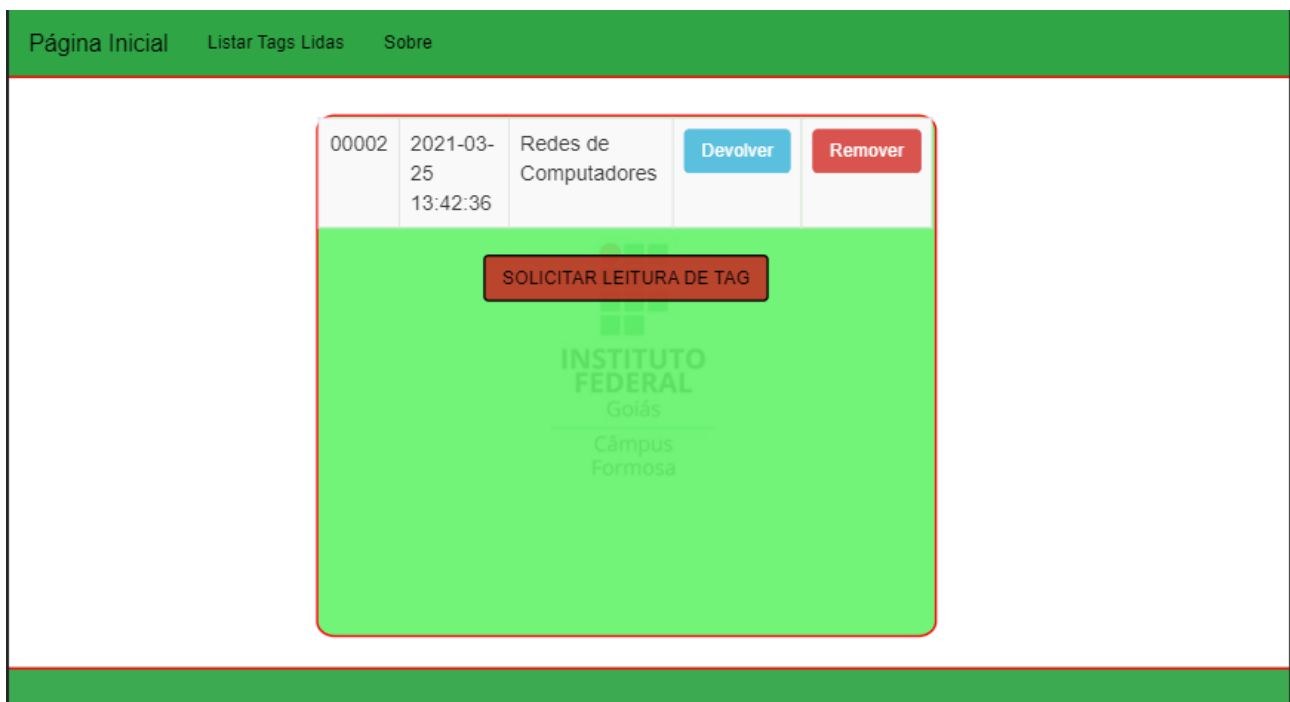 Página Inicial Listar Tags Lidas Sobre
00002 2021-03- Redes de Devolver Remover
25 Computadores
13:42:36
SOLICITAR LEITURA DE TAG
INSTITUTO
FEDERAL
Goiás
Câmpus
Formosa